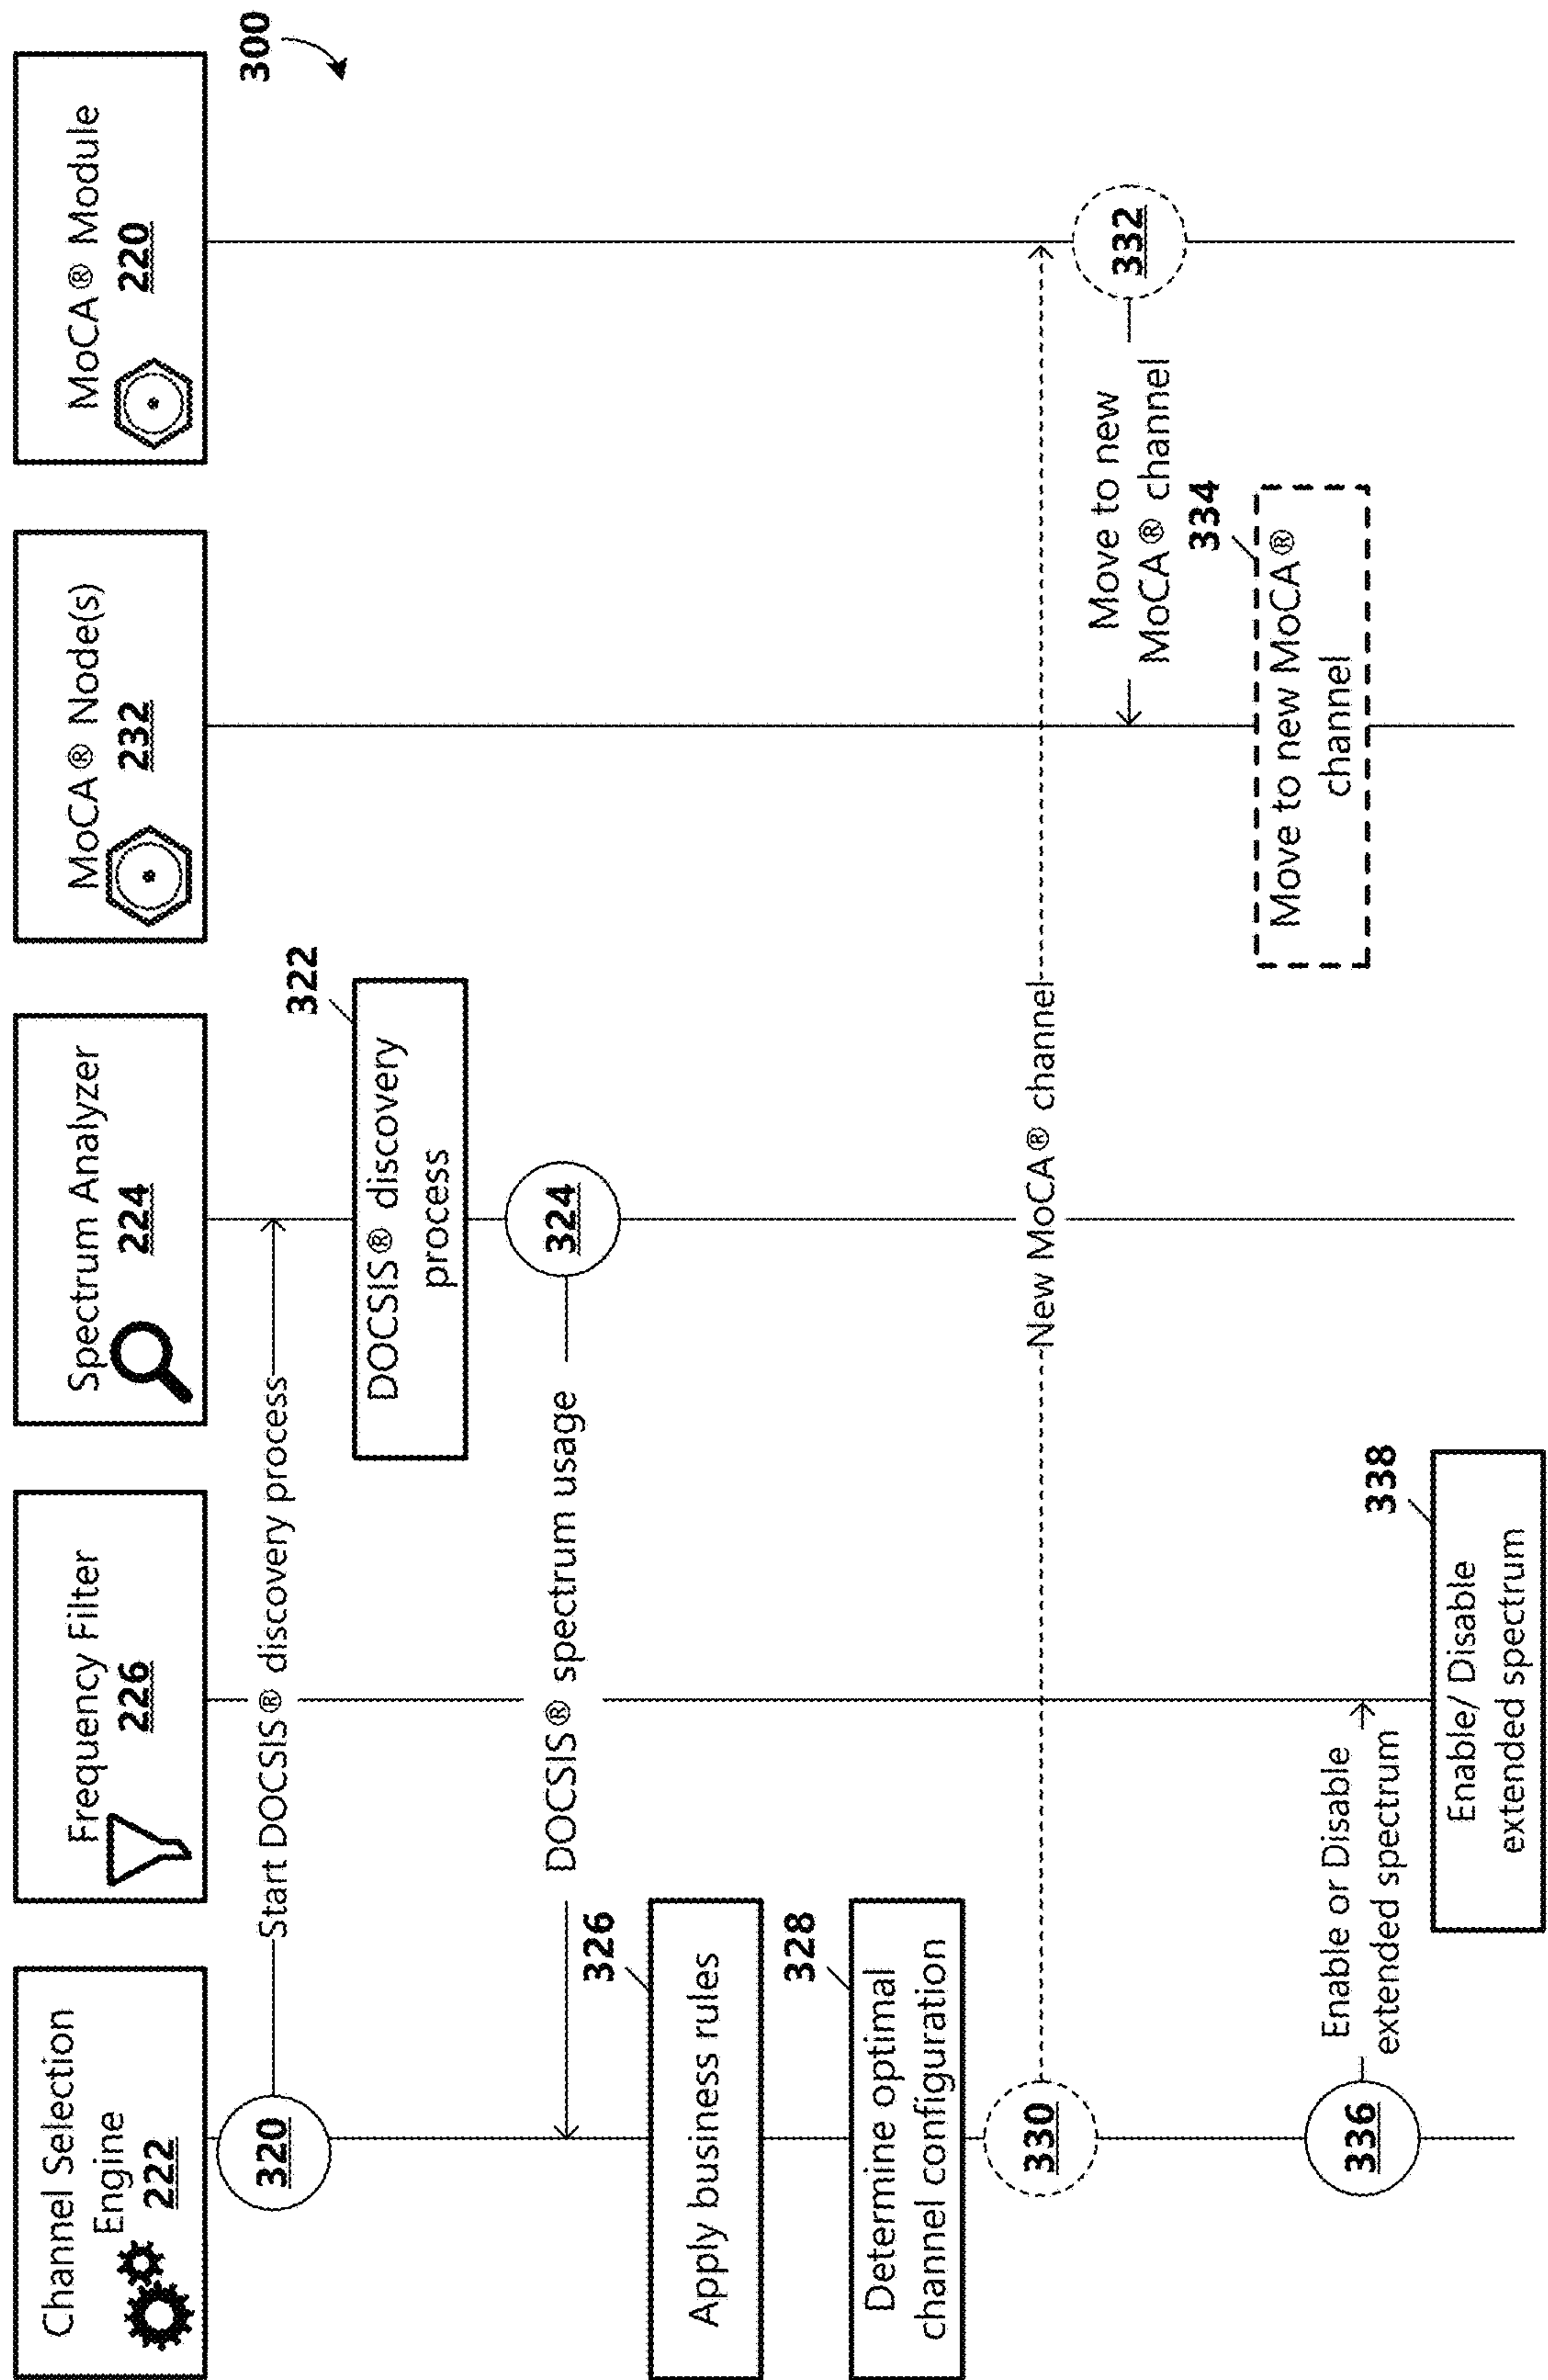 300
Channel Selection
Engine
222
Frequency Filter
226
Spectrum Analyzer
224
MoCA® Node(s)
232
MoCA® Module
220
320
Start DOCSIS® discovery process
322
DOCSIS® discovery
process
324
DOCSIS® spectrum usage
326
Apply business rules
328
Determine optimal
channel configuration
330
New MoCA® channel
332
Move to new
MoCA® channel
334
Move to new MoCA®
channel
336
Enable or Disable
extended spectrum
338
Enable/ Disable
extended spectrum